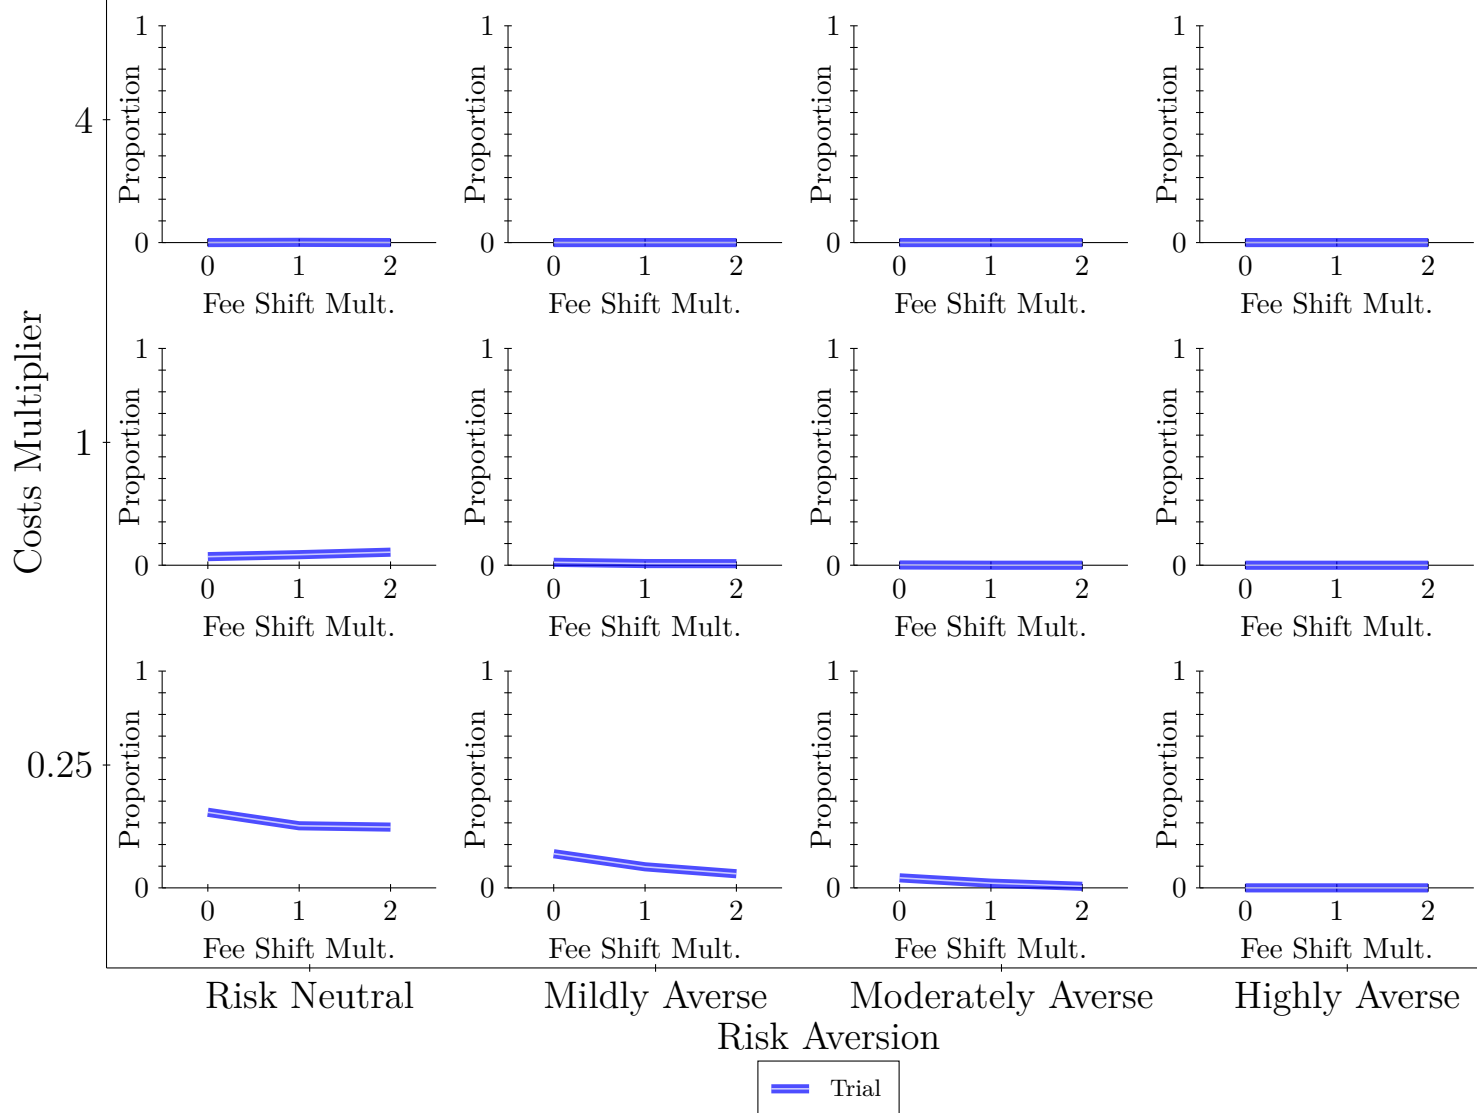 Costs Multiplier
4
1
Proportion
0
0 1 2
Fee Shift Mult.
1
Proportion
0
0 1 2
Fee Shift Mult.
1
Proportion
0
0 1 2
Fee Shift Mult.
1
Proportion
0
0 1 2
Fee Shift Mult.
1
1
Proportion
0
0 1 2
Fee Shift Mult.
1
Proportion
0
0 1 2
Fee Shift Mult.
1
Proportion
0
0 1 2
Fee Shift Mult.
1
Proportion
0
0 1 2
Fee Shift Mult.
0.25
1
Proportion
0
0 1 2
Fee Shift Mult.
1
Proportion
0
0 1 2
Fee Shift Mult.
1
Proportion
0
0 1 2
Fee Shift Mult.
1
Proportion
0
0 1 2
Fee Shift Mult.
Risk Neutral
Mildly Averse
Moderately Averse
Highly Averse
Risk Aversion
Trial